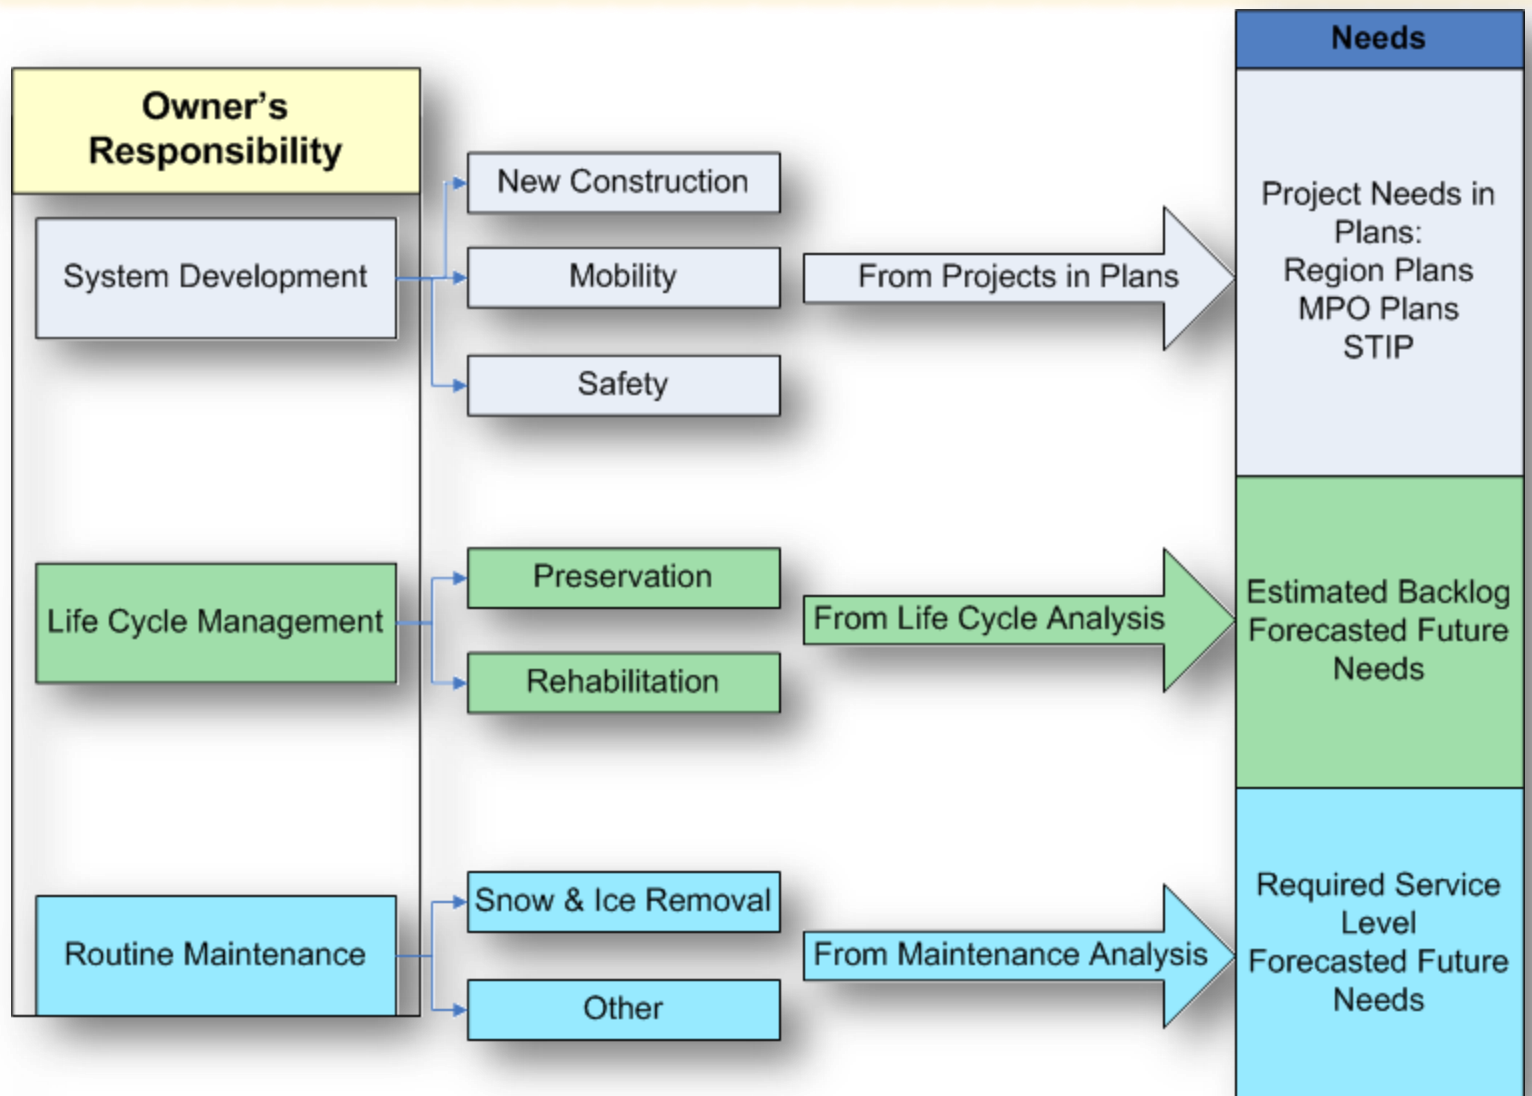 Needs
Owner's
Responsibility
System Development
New Construction
Mobility
Safety
From Projects in Plans
Project Needs in
Plans:
Region Plans
MPO Plans
STIP
Life Cycle Management
Preservation
Rehabilitation
From Life Cycle Analysis
Estimated Backlog
Forecasted Future
Needs
Routine Maintenance
Snow & Ice Removal
Other
From Maintenance Analysis
Required Service
Level
Forecasted Future
Needs